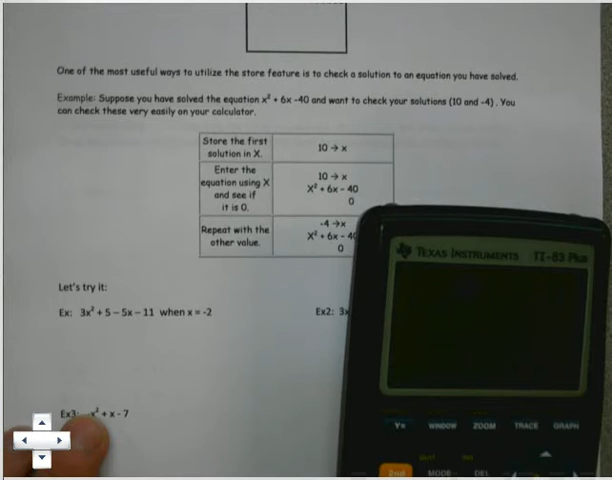 One of the most useful ways to utilize the store feature is to check a solution to an equation you have solved.
Example: Suppose you have solved the equation x² + 6x -40 and want to check your solutions (10 and -4). You
can check these very easily on your calculator.
Store the first
solution in X.
10 → x
Enter the
equation using X
and see if
it is 0.
10 → x
X² + 6x - 40
0
Repeat with the
other value.
-4 →x
X² + 6x - 4
0
Let's try it:
Ex: 3x² + 5 – 5x – 11 when x = -2
Ex2: 3x
Ex3: x² + x - 7
TEXAS INSTRUMENTS TI-83 Plus
Y= WINDOW ZOOM TRACE GRAPH
QUIT INS
2nd MODE DEL